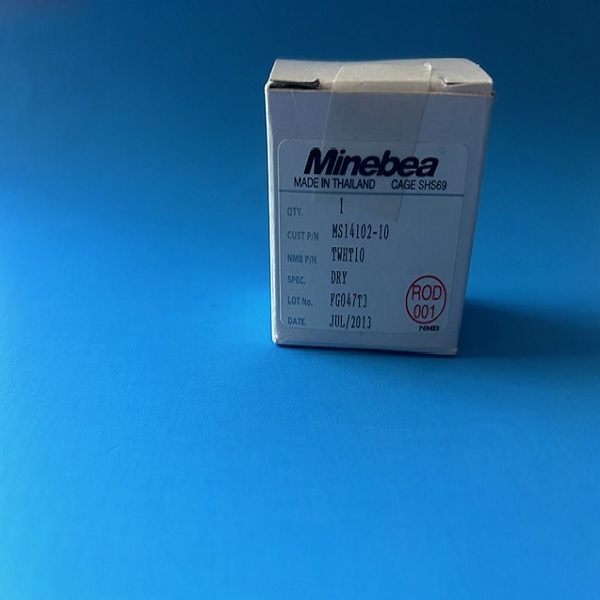 Minebea
MADE IN THAILAND CAGE SHS69
QTY. 1
CUST P/N MS14102-10
NMB P/N TWHT10
SPEC. DRY
LOT No. FG047T3
DATE. JUL/2013
ROD
001
NMB